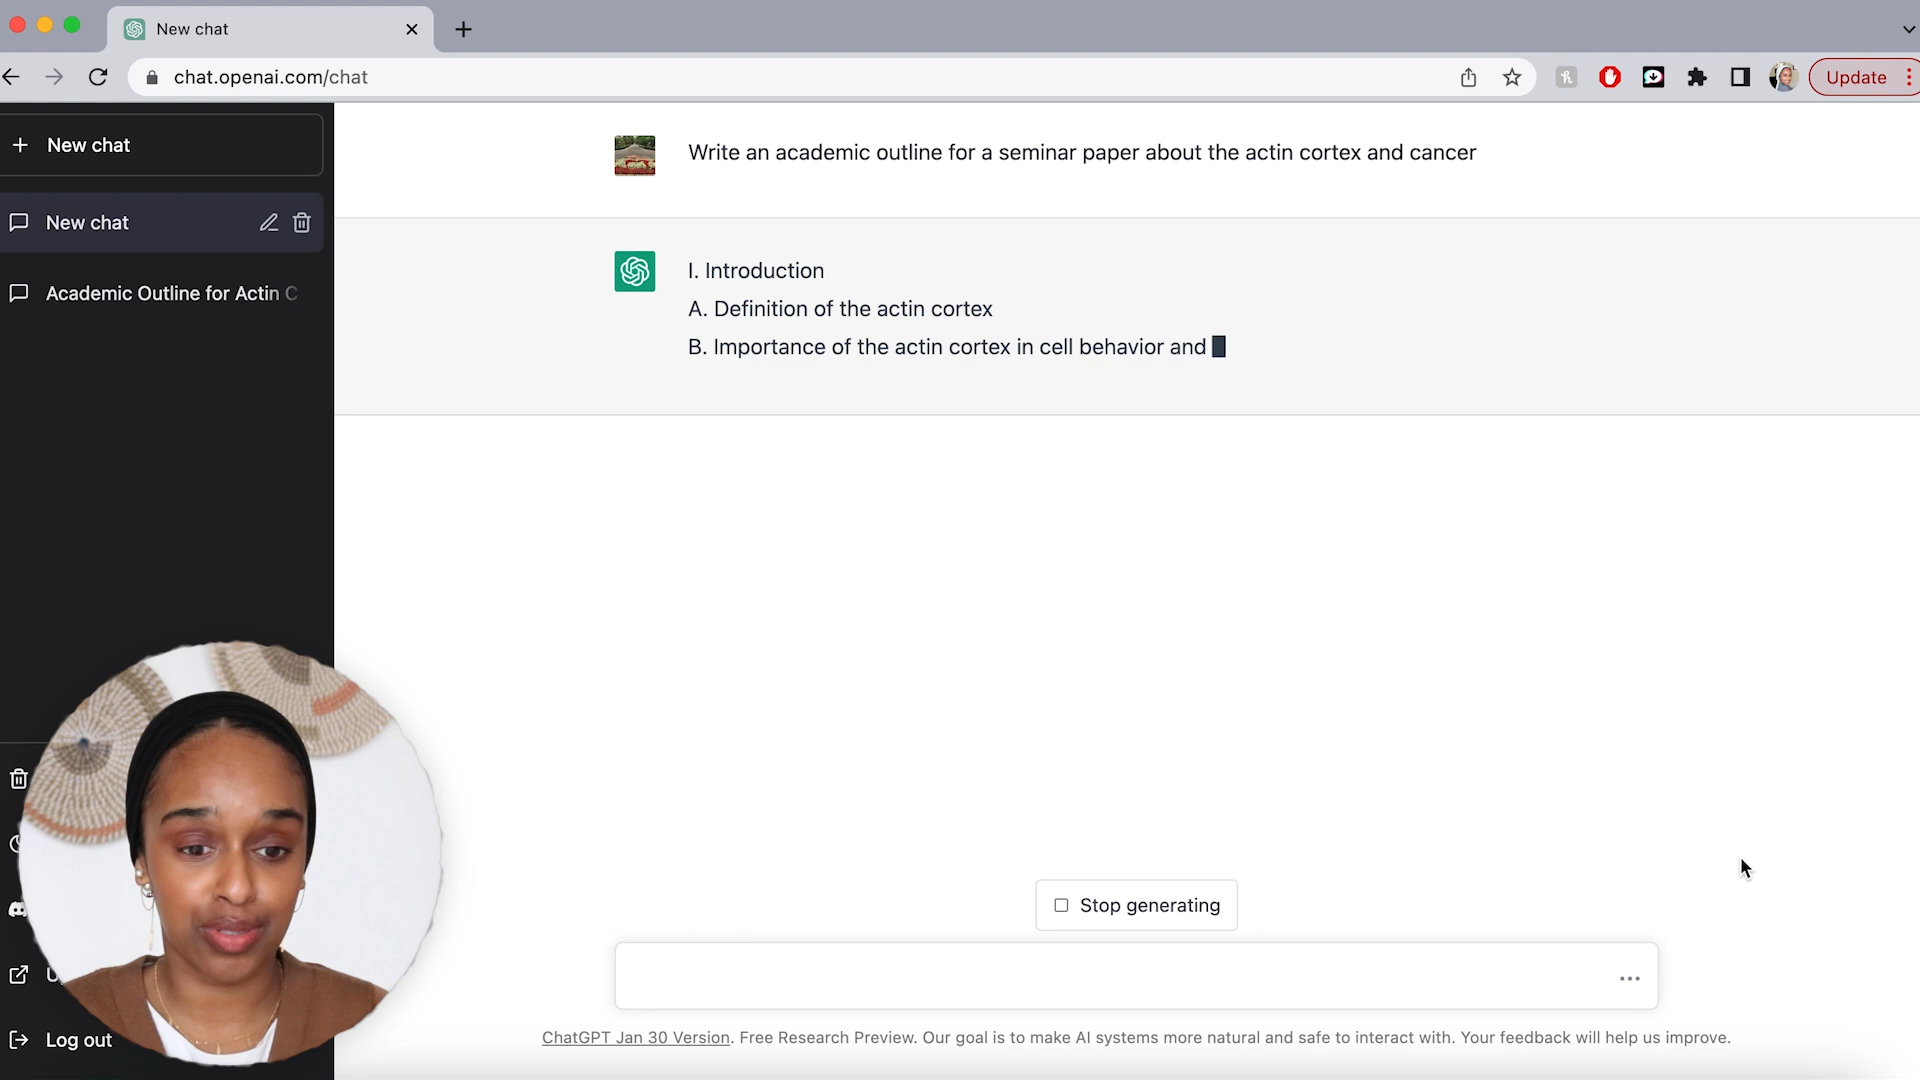 New chat
chat.openai.com/chat
Update
New chat
New chat
Academic Outline for Actin C
Write an academic outline for a seminar paper about the actin cortex and cancer
I. Introduction
A. Definition of the actin cortex
B. Importance of the actin cortex in cell behavior and
Stop generating
Log out
ChatGPT Jan 30 Version. Free Research Preview. Our goal is to make AI systems more natural and safe to interact with. Your feedback will help us improve.